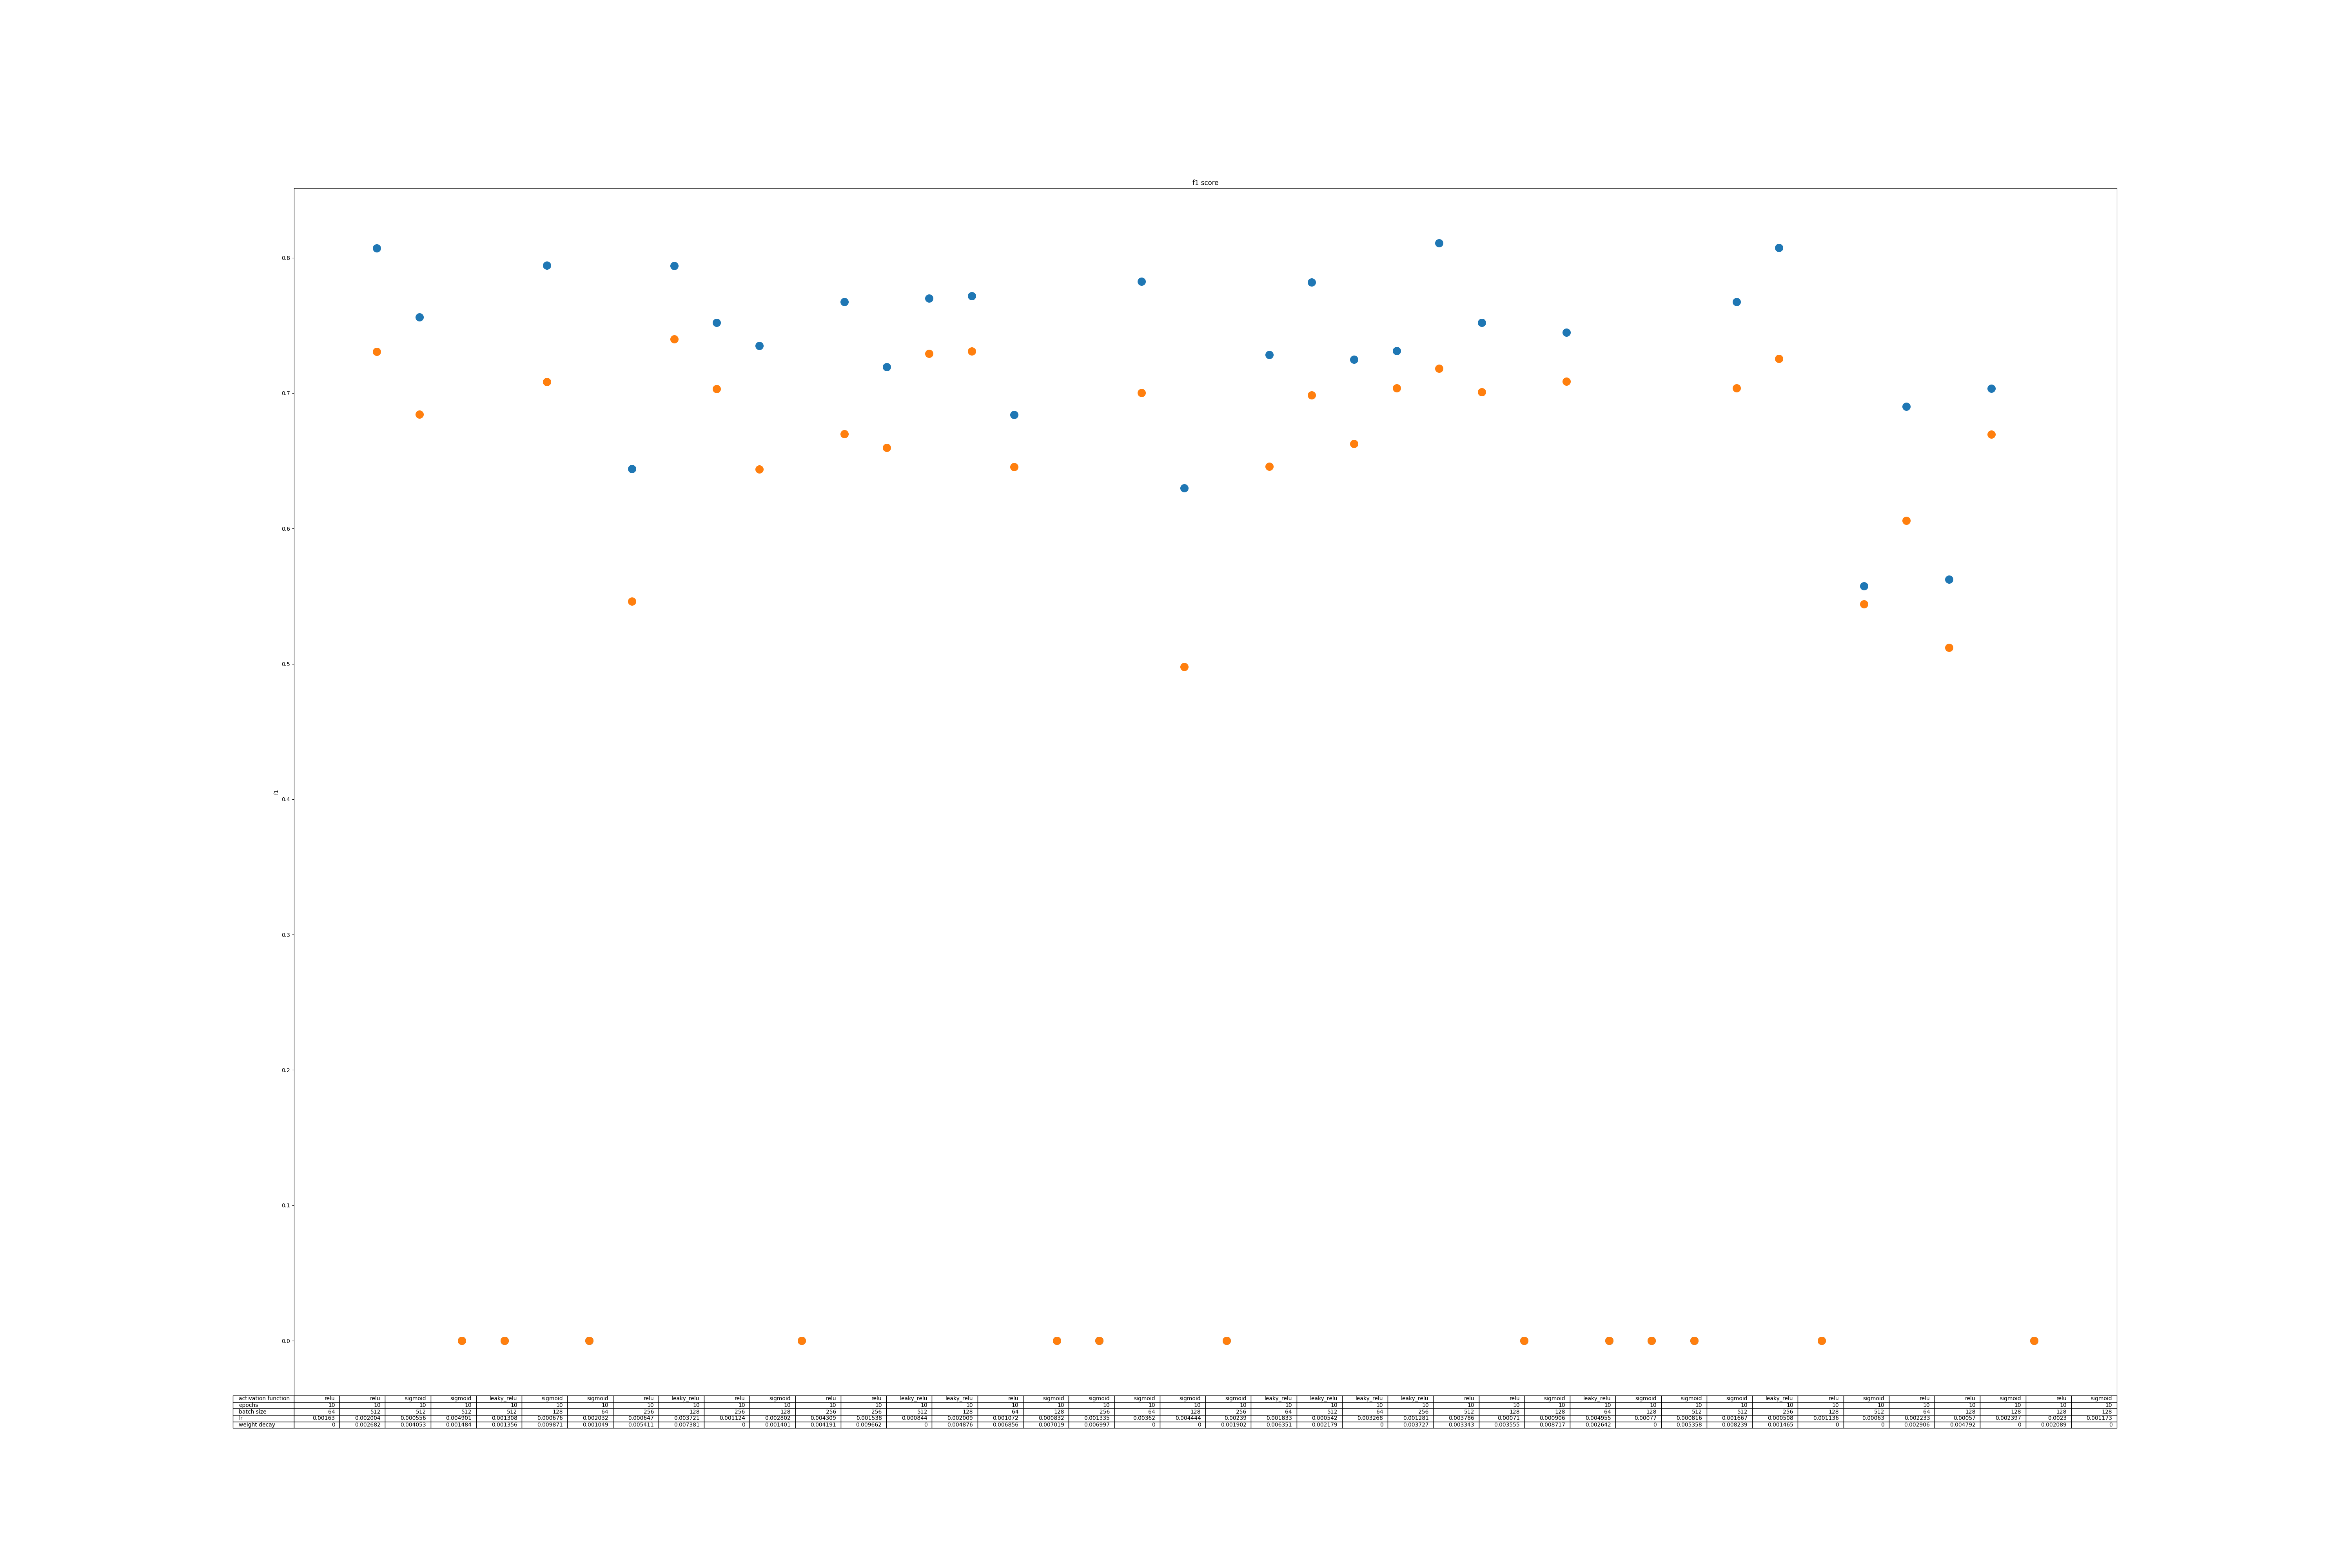 f1 score
0.8
0.7
0.6
0.5
f1
0.4
0.3
0.2
0.1
0.0
activation function relu relu sigmoid sigmoid leaky_relu sigmoid sigmoid relu leaky_relu relu sigmoid relu relu leaky_relu leaky_relu relu sigmoid sigmoid sigmoid sigmoid sigmoid leaky_relu leaky_relu leaky_relu leaky_relu relu relu sigmoid leaky_relu sigmoid sigmoid sigmoid leaky_relu relu sigmoid relu relu sigmoid relu sigmoid
epochs 10 10 10 10 10 10 10 10 10 10 10 10 10 10 10 10 10 10 10 10 10 10 10 10 10 10 10 10 10 10 10 10 10 10 10 10 10 10 10 10
batch size 64 512 512 512 512 128 64 256 128 256 128 256 256 512 128 64 128 256 64 128 256 64 512 64 256 512 128 128 64 128 512 512 256 128 512 64 128 128 128 128
lr 0.00163 0.002004 0.000556 0.004901 0.001308 0.000676 0.002032 0.000647 0.003721 0.001124 0.002802 0.004309 0.001538 0.000844 0.002009 0.001072 0.000832 0.001335 0.00362 0.004444 0.00239 0.001833 0.000542 0.003268 0.001281 0.003786 0.00071 0.000906 0.004955 0.00077 0.000816 0.001667 0.000508 0.001136 0.00063 0.002233 0.00057 0.002397 0.0023 0.001173
weight decay 0 0.002682 0.004053 0.001484 0.001356 0.009871 0.001049 0.005411 0.007381 0 0.001401 0.004191 0.009662 0 0.004876 0.006856 0.007019 0.006997 0 0 0.001902 0.006351 0.002179 0 0.003727 0.003343 0.003555 0.008717 0.002642 0 0.005358 0.008239 0.001465 0 0 0.002906 0.004792 0 0.002089 0